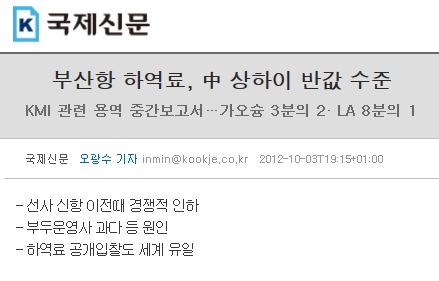 K 국제신문
부산항 하역료, 中 상하이 반값 수준
KMI 관련 용역 중간보고서…가오슝 3분의 2· LA 8분의 1
국제신문 오광수 기자 inmin@kookje.co.kr 2012-10-03T19:15+01:00
- 선사 신항 이전때 경쟁적 인하
- 부두운영사 과다 등 원인
- 하역료 공개입찰도 세계 유일